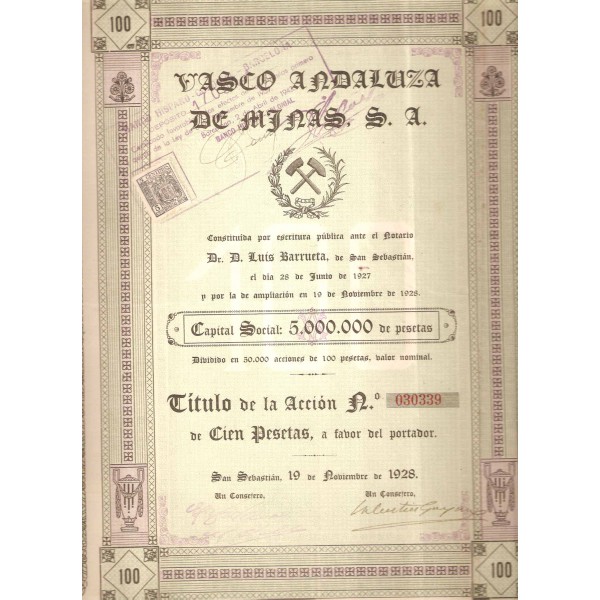 100
100
VASCO ANDALUZA
DE MINAS. S. A.
Constituida por escritura pública ante el Notario
Dr. D. Luis Barrueta, de San Sebastián,
el día 28 de Junio de 1927
y por la de ampliación en 19 de Noviembre de 1928.
Capital Social: 5.000.000 de pesetas
Dividido en 50.000 acciones de 100 pesetas, valor nominal.
Título de la Acción N.º 030339
de Cien Pesetas, a favor del portador.
San Sebastián, 19 de Noviembre de 1928.
Un Consejero, Un Consejero,
100
100